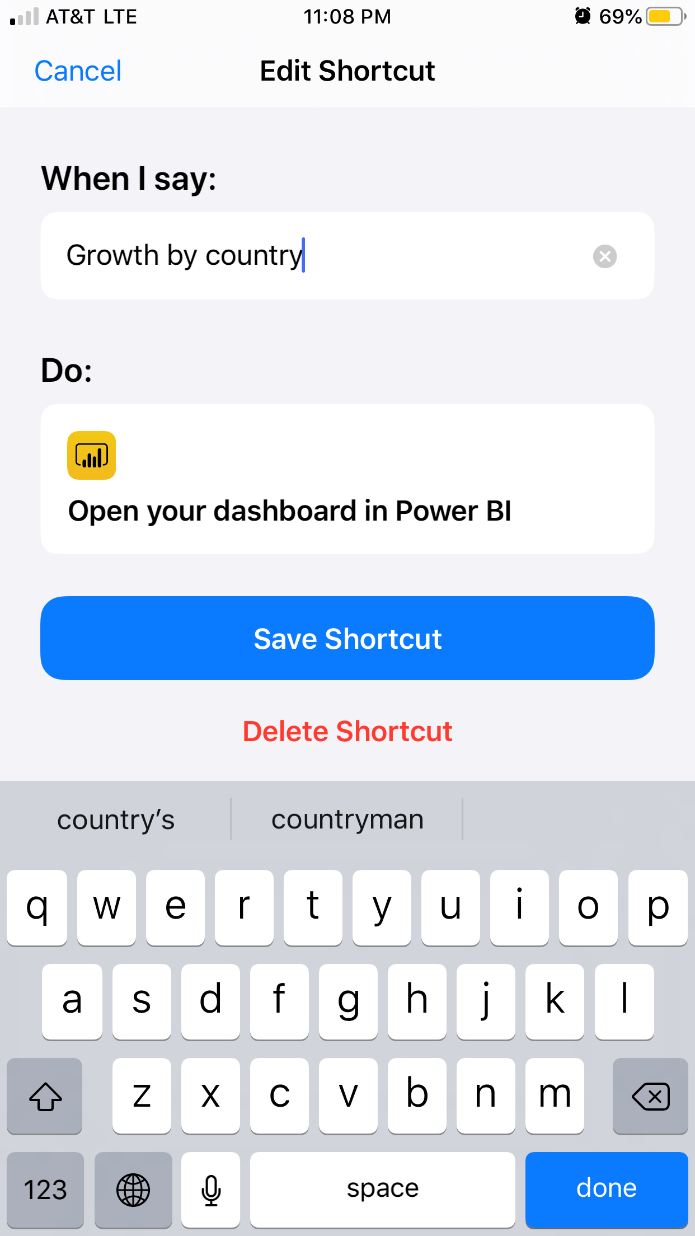 AT&T LTE 11:08 PM 69%
Cancel Edit Shortcut
When I say:
Growth by country
Do:
Open your dashboard in Power BI
Save Shortcut
Delete Shortcut
country's countryman
q w e r t y u i o p
a s d f g h j k l
z x c v b n m
123 space done